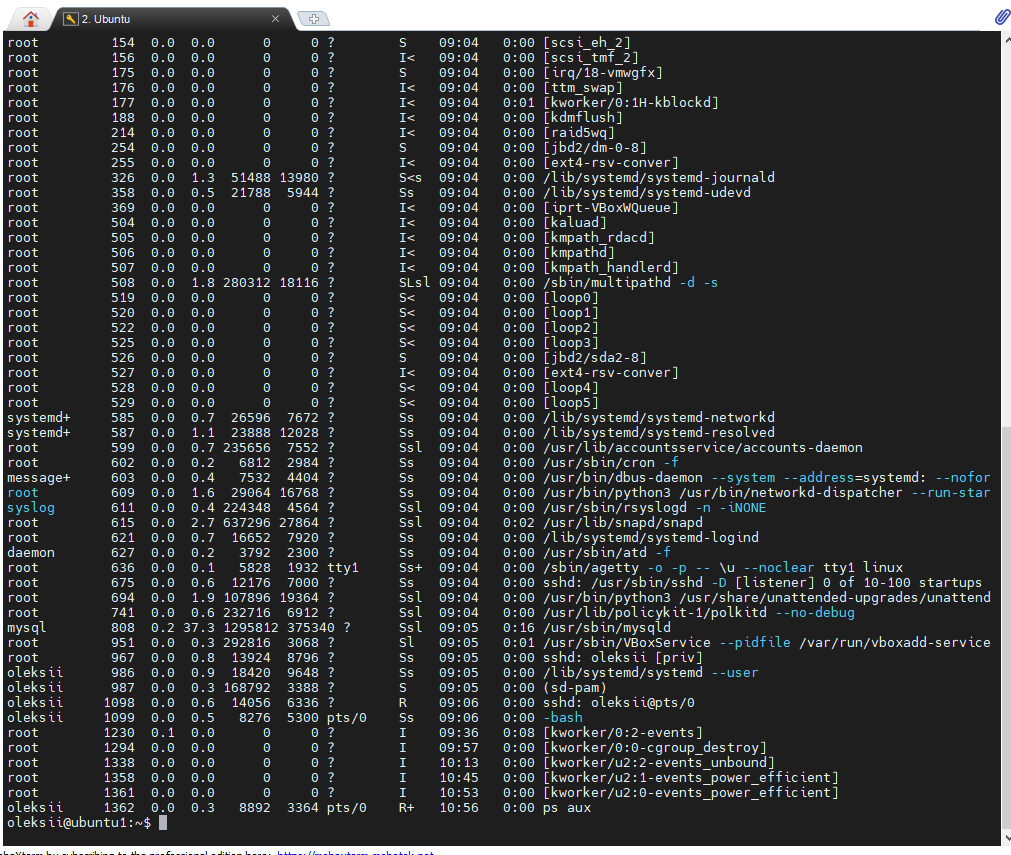 2. Ubuntu
root 154 0.0 0.0 0 0 ? S 09:04 0:00 [scsi_eh_2]
root 156 0.0 0.0 0 0 ? I< 09:04 0:00 [scsi_tmf_2]
root 175 0.0 0.0 0 0 ? S 09:04 0:00 [irq/18-vmwgfx]
root 176 0.0 0.0 0 0 ? I< 09:04 0:00 [ttm_swap]
root 177 0.0 0.0 0 0 ? I< 09:04 0:01 [kworker/0:1H-kblockd]
root 188 0.0 0.0 0 0 ? I< 09:04 0:00 [kdmflush]
root 214 0.0 0.0 0 0 ? I< 09:04 0:00 [raid5wq]
root 254 0.0 0.0 0 0 ? S 09:04 0:00 [jbd2/dm-0-8]
root 255 0.0 0.0 0 0 ? I< 09:04 0:00 [ext4-rsv-conver]
root 326 0.0 1.3 51488 13980 ? S<s 09:04 0:00 /lib/systemd/systemd-journald
root 358 0.0 0.5 21788 5944 ? Ss 09:04 0:00 /lib/systemd/systemd-udevd
root 369 0.0 0.0 0 0 ? I< 09:04 0:00 [iprt-VBoxWQueue]
root 504 0.0 0.0 0 0 ? I< 09:04 0:00 [kaluad]
root 505 0.0 0.0 0 0 ? I< 09:04 0:00 [kmpath_rdacd]
root 506 0.0 0.0 0 0 ? I< 09:04 0:00 [kmpathd]
root 507 0.0 0.0 0 0 ? I< 09:04 0:00 [kmpath_handlerd]
root 508 0.0 1.8 280312 18116 ? SLsl 09:04 0:00 /sbin/multipathd -d -s
root 519 0.0 0.0 0 0 ? S< 09:04 0:00 [loop0]
root 520 0.0 0.0 0 0 ? S< 09:04 0:00 [loop1]
root 522 0.0 0.0 0 0 ? S< 09:04 0:00 [loop2]
root 525 0.0 0.0 0 0 ? S< 09:04 0:00 [loop3]
root 526 0.0 0.0 0 0 ? S 09:04 0:00 [jbd2/sda2-8]
root 527 0.0 0.0 0 0 ? I< 09:04 0:00 [ext4-rsv-conver]
root 528 0.0 0.0 0 0 ? S< 09:04 0:00 [loop4]
root 529 0.0 0.0 0 0 ? S< 09:04 0:00 [loop5]
systemd+ 585 0.0 0.7 26596 7672 ? Ss 09:04 0:00 /lib/systemd/systemd-networkd
systemd+ 587 0.0 1.1 23888 12028 ? Ss 09:04 0:00 /lib/systemd/systemd-resolved
root 599 0.0 0.7 235656 7552 ? Ssl 09:04 0:00 /usr/lib/accountsservice/accounts-daemon
root 602 0.0 0.2 6812 2984 ? Ss 09:04 0:00 /usr/sbin/cron -f
message+ 603 0.0 0.4 7532 4404 ? Ss 09:04 0:00 /usr/bin/dbus-daemon --system --address=systemd: --nofor
root 609 0.0 1.6 29064 16768 ? Ss 09:04 0:00 /usr/bin/python3 /usr/bin/networkd-dispatcher --run-star
syslog 611 0.0 0.4 224348 4564 ? Ssl 09:04 0:00 /usr/sbin/rsyslogd -n -iNONE
root 615 0.0 2.7 637296 27864 ? Ssl 09:04 0:02 /usr/lib/snapd/snapd
root 621 0.0 0.7 16652 7920 ? Ss 09:04 0:00 /lib/systemd/systemd-logind
daemon 627 0.0 0.2 3792 2300 ? Ss 09:04 0:00 /usr/sbin/atd -f
root 636 0.0 0.1 5828 1932 tty1 Ss+ 09:04 0:00 /sbin/agetty -o -p -- \u --noclear tty1 linux
root 675 0.0 0.6 12176 7000 ? Ss 09:04 0:00 sshd: /usr/sbin/sshd -D [listener] 0 of 10-100 startups
root 694 0.0 1.9 107896 19364 ? Ssl 09:04 0:00 /usr/bin/python3 /usr/share/unattended-upgrades/unattend
root 741 0.0 0.6 232716 6912 ? Ssl 09:04 0:00 /usr/lib/policykit-1/polkitd --no-debug
mysql 808 0.2 37.3 1295812 375340 ? Ssl 09:05 0:16 /usr/sbin/mysqld
root 951 0.0 0.3 292816 3068 ? Sl 09:05 0:01 /usr/sbin/VBoxService --pidfile /var/run/vboxadd-service
root 967 0.0 0.8 13924 8796 ? Ss 09:05 0:00 sshd: oleksii [priv]
oleksii 986 0.0 0.9 18420 9648 ? Ss 09:05 0:00 /lib/systemd/systemd --user
oleksii 987 0.0 0.3 168792 3388 ? S 09:05 0:00 (sd-pam)
oleksii 1098 0.0 0.6 14056 6336 ? R 09:06 0:00 sshd: oleksii@pts/0
oleksii 1099 0.0 0.5 8276 5300 pts/0 Ss 09:06 0:00 -bash
root 1230 0.1 0.0 0 0 ? I 09:36 0:08 [kworker/0:2-events]
root 1294 0.0 0.0 0 0 ? I 09:57 0:00 [kworker/0:0-cgroup_destroy]
root 1338 0.0 0.0 0 0 ? I 10:13 0:00 [kworker/u2:2-events_unbound]
root 1358 0.0 0.0 0 0 ? I 10:45 0:00 [kworker/u2:1-events_power_efficient]
root 1361 0.0 0.0 0 0 ? I 10:53 0:00 [kworker/u2:0-events_power_efficient]
oleksii 1362 0.0 0.3 8892 3364 pts/0 R+ 10:56 0:00 ps aux
oleksii@ubuntu1:~$